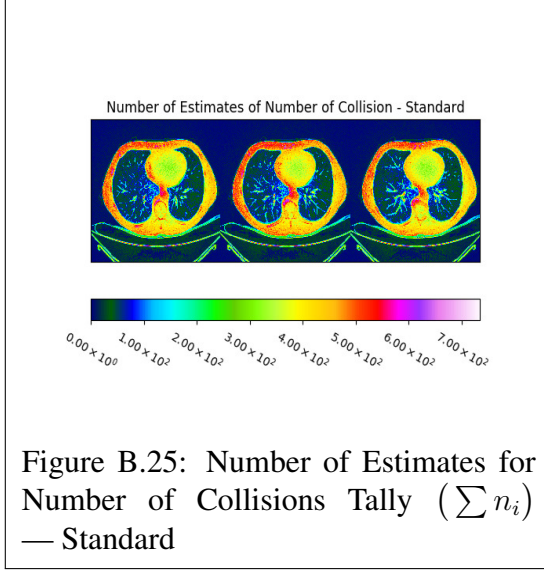 Number of Estimates of Number of Collision - Standard
0.00 × 10⁰
1.00 × 10²
2.00 × 10²
3.00 × 10²
4.00 × 10²
5.00 × 10²
6.00 × 10²
7.00 × 10²
Figure B.25: Number of Estimates for
Number of Collisions Tally (∑ nᵢ)
— Standard